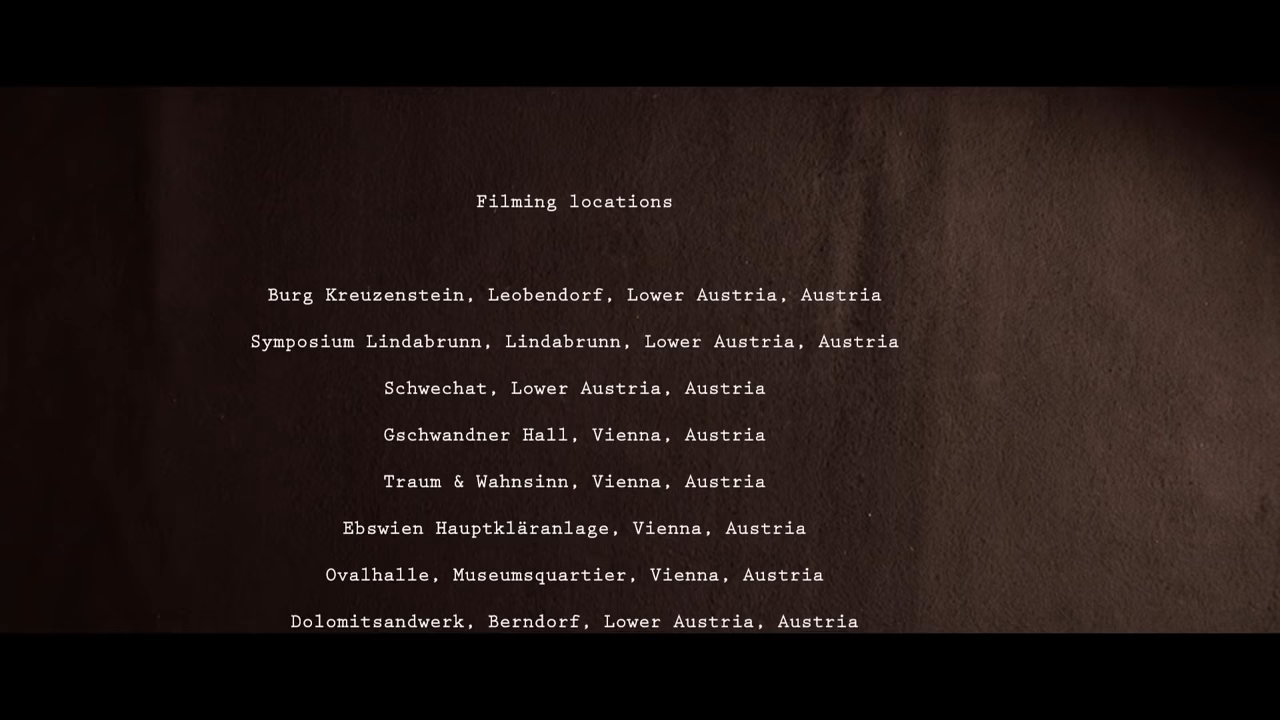 Filming locations
Burg Kreuzenstein, Leobendorf, Lower Austria, Austria
Symposium Lindabrunn, Lindabrunn, Lower Austria, Austria
Schwechat, Lower Austria, Austria
Gschwandner Hall, Vienna, Austria
Traum & Wahnsinn, Vienna, Austria
Ebswien Hauptkläranlage, Vienna, Austria
Ovalhalle, Museumsquartier, Vienna, Austria
Dolomitsandwerk, Berndorf, Lower Austria, Austria